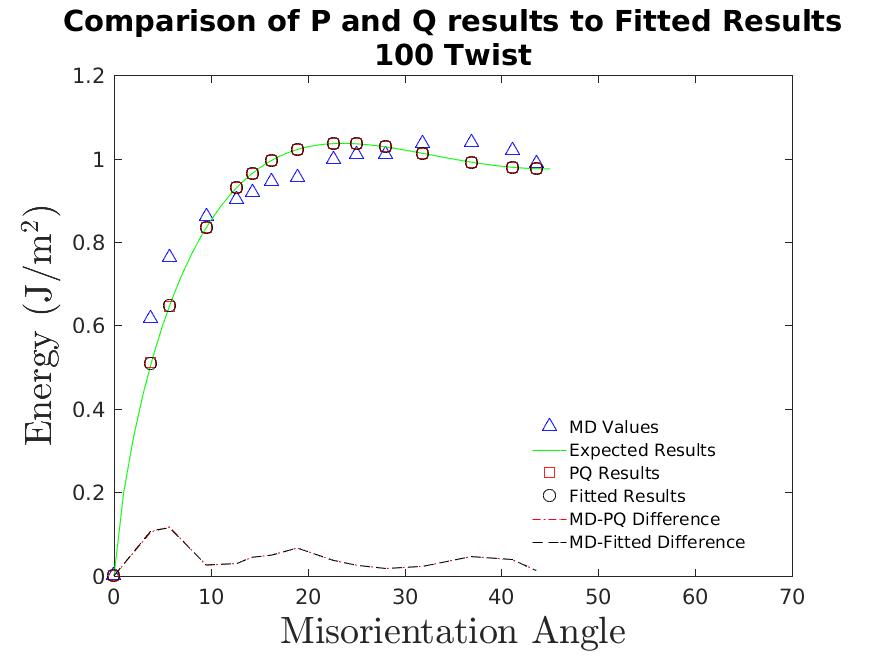 Comparison of P and Q results to Fitted Results
100 Twist
1.2
1
0.8
0.6
0.4
0.2
0
Energy (J/m²)
MD Values
Expected Results
PQ Results
Fitted Results
MD-PQ Difference
MD-Fitted Difference
0 10 20 30 40 50 60 70
Misorientation Angle